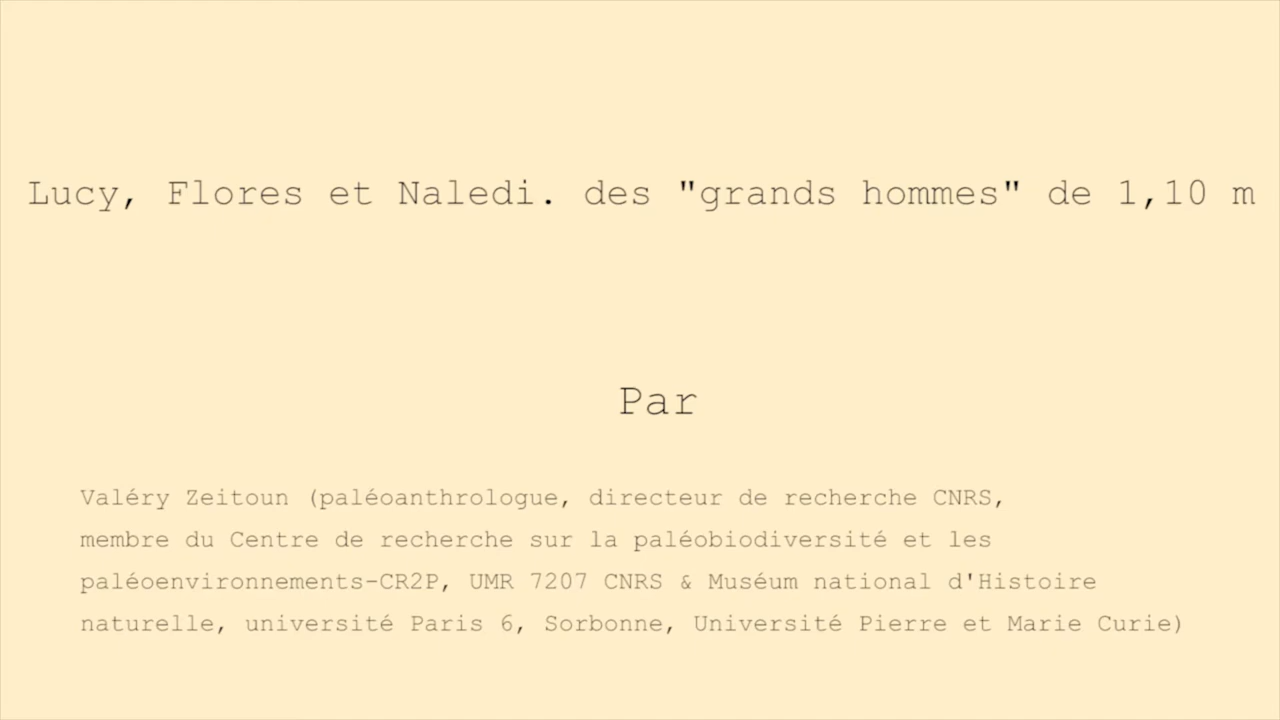 Lucy, Flores et Naledi. des "grands hommes" de 1,10 m
Par
Valéry Zeitoun (paléoanthrologue, directeur de recherche CNRS,
membre du Centre de recherche sur la paléobiodiversité et les
paléoenvironnements-CR2P, UMR 7207 CNRS & Muséum national d'Histoire
naturelle, université Paris 6, Sorbonne, Université Pierre et Marie Curie)